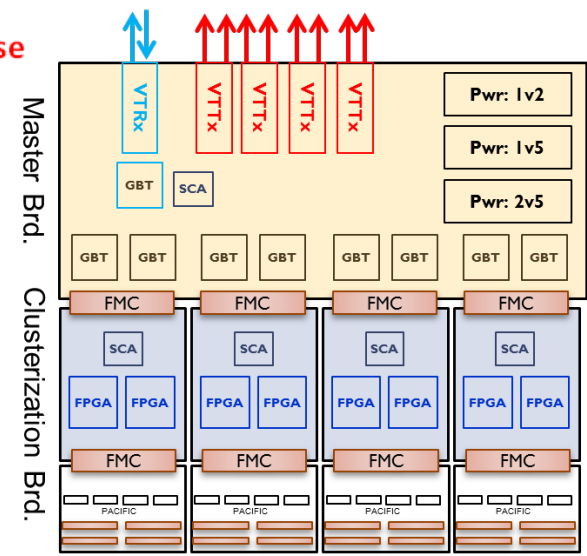 se
VTRx
VTTx
VTTx
VTTx
VTTx
Pwr: 1v2
Pwr: 1v5
Pwr: 2v5
Master Brd.
GBT
SCA
GBT GBT GBT GBT GBT GBT GBT GBT
FMC FMC FMC FMC
Clusterization Brd.
SCA SCA SCA SCA
FPGA FPGA FPGA FPGA FPGA FPGA FPGA FPGA
FMC FMC FMC FMC
PACIFIC PACIFIC PACIFIC PACIFIC